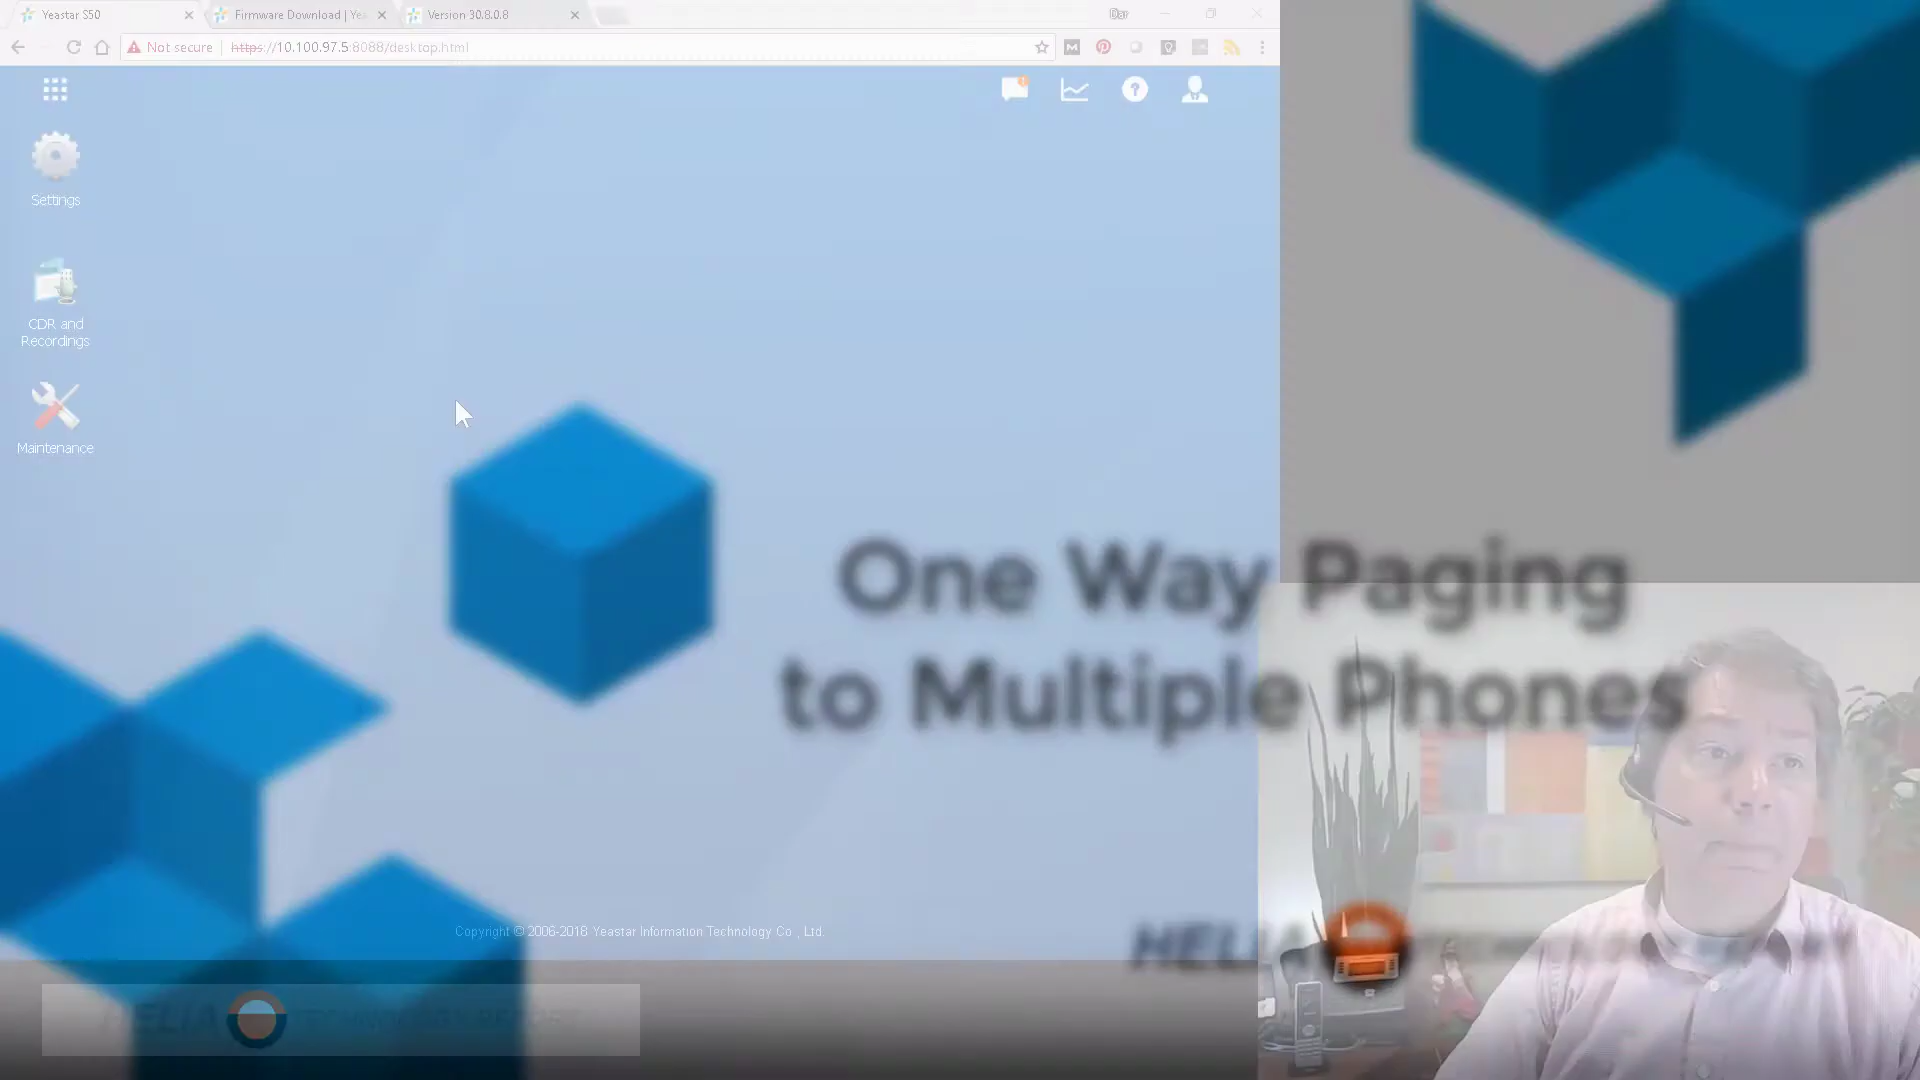 Yeastar S50
Firmware Download | Yea
Version 30.8.0.8
Dar
Not secure
https://10.100.97.5:8088/desktop.html
Settings
CDR and
Recordings
Maintenance
One Way Paging
to Multiple Phones
Copyright © 2006-2018 Yeastar Information Technology Co., Ltd.